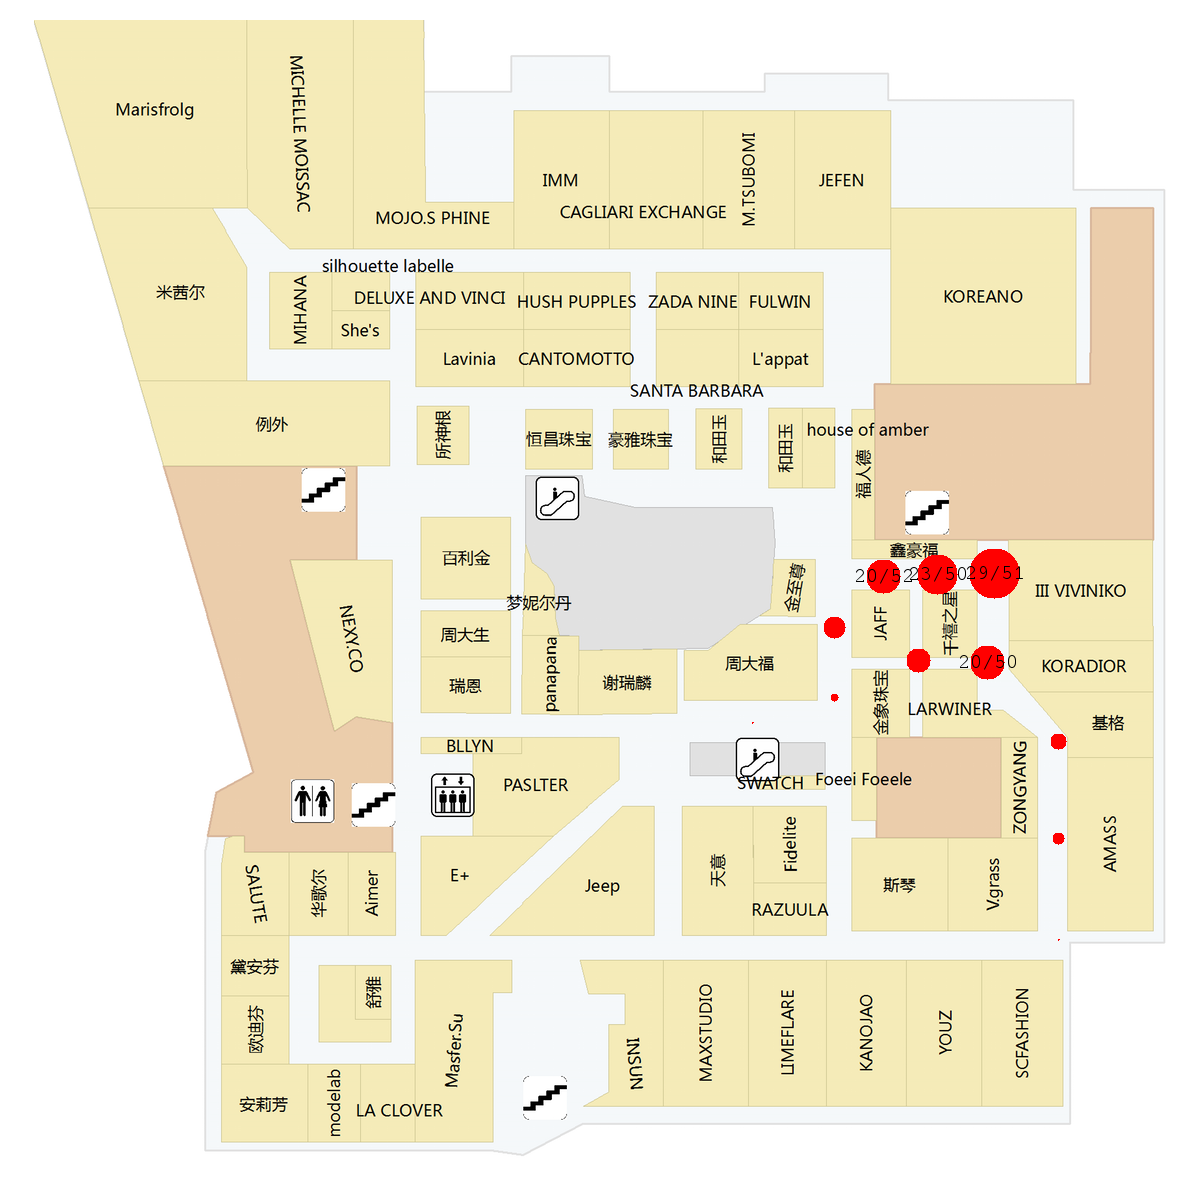 Marisfrolg
MICHELLE MOISSAC
MOJO.S PHINE
IMM
CAGLIARI EXCHANGE
M.TSUBOMI
JEFEN
米茜尔
silhouette labelle
MIHANA
DELUXE AND VINCI
She's
HUSH PUPPLES
ZADA NINE
FULWIN
KOREANO
Lavinia
CANTOMOTTO
L'appat
SANTA BARBARA
例外
所神根
恒昌珠宝
豪雅珠宝
和田玉
和田玉
house of amber
福人德
鑫豪福
百利金
梦妮尔丹
金至尊
20/52
23/50
29/51
III VIVINIKO
NEXY.CO
周大生
JAFF
千禧之星
瑞恩
panapana
谢瑞麟
周大福
20/50
KORADIOR
金象珠宝
LARWINER
基格
BLLYN
PASLTER
SWATCH
Foeei Foeele
ZONGYANG
SALUTE
华歌尔
Aimer
E+
Jeep
天意
Fidelite
RAZUULA
斯琴
V.grass
AMASS
黛安芬
欧迪芬
舒雅
安莉芳
modelab
LA CLOVER
Masfer.Su
INSUN
MAXSTUDIO
LIMEFLARE
KANOJAO
YOUZ
SCFASHION